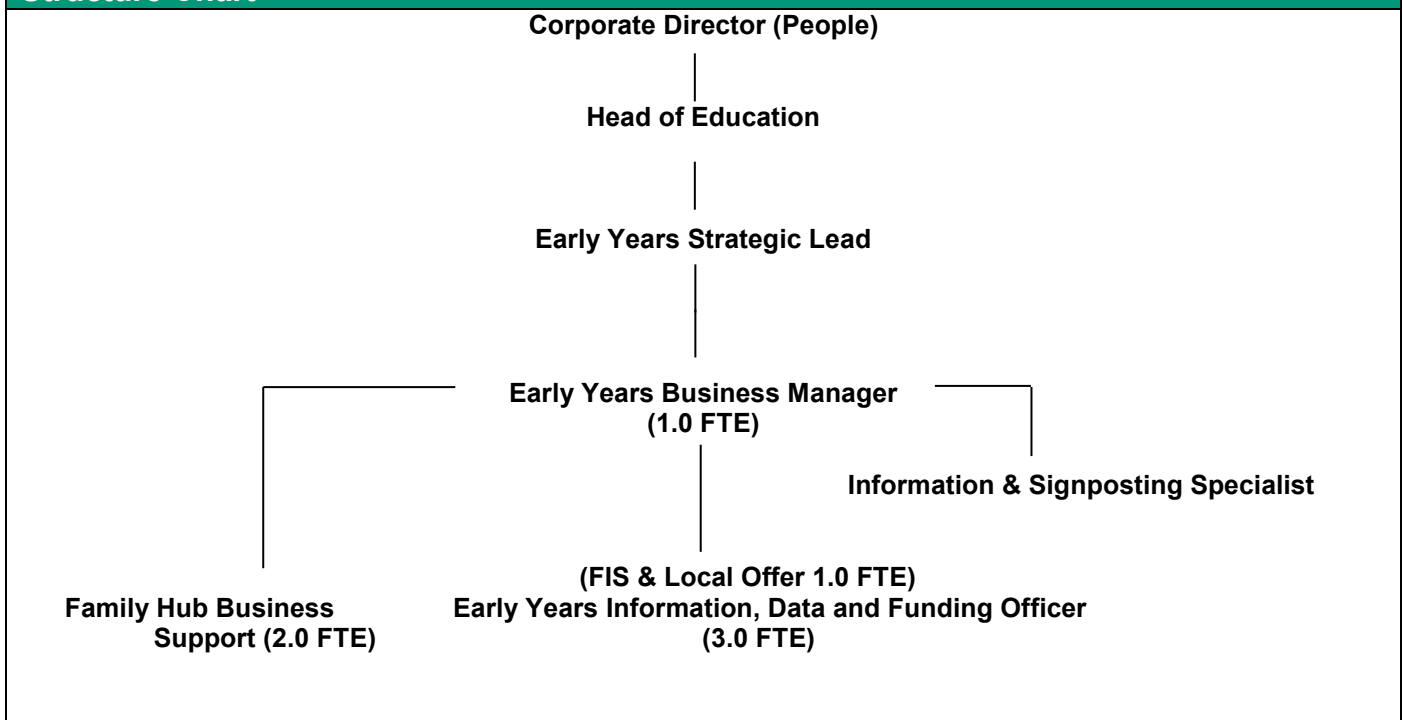 Corporate Director (People)
Head of Education
Early Years Strategic Lead
Early Years Business Manager
(1.0 FTE)
Information & Signposting Specialist
(FIS & Local Offer 1.0 FTE)
Family Hub Business
Support (2.0 FTE)
Early Years Information, Data and Funding Officer
(3.0 FTE)